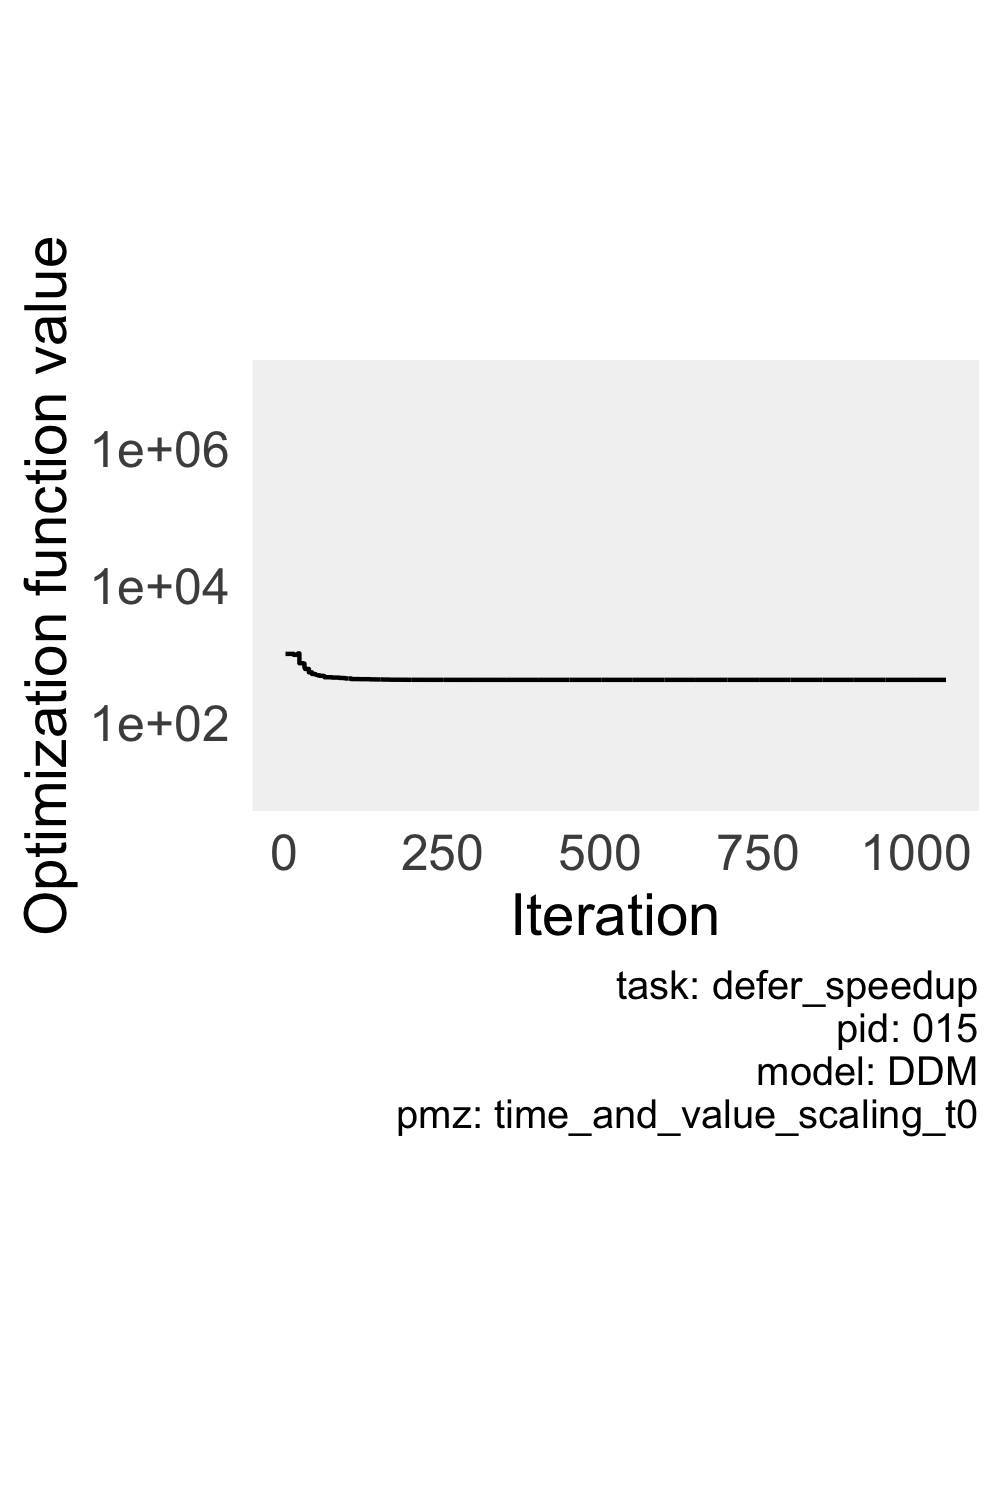 Optimization function value
1e+06
1e+04
1e+02
0 250 500 750 1000
Iteration
task: defer_speedup
pid: 015
model: DDM
pmz: time_and_value_scaling_t0